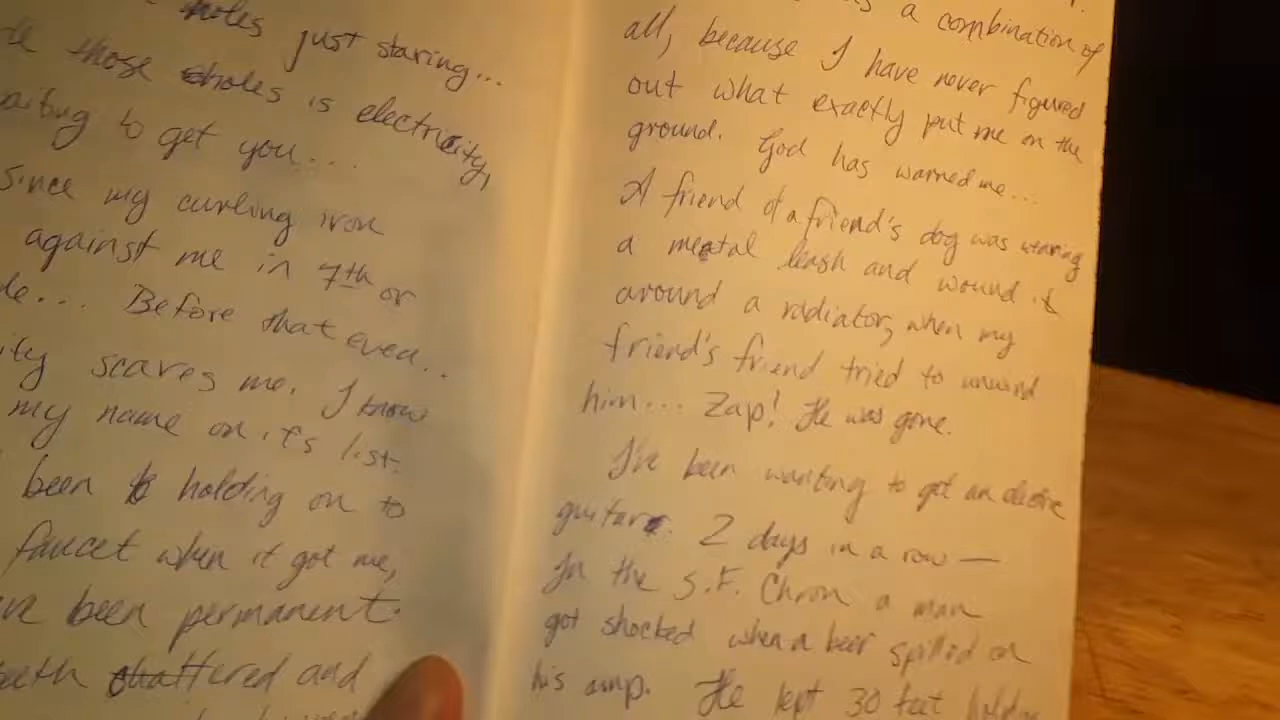 holes just staring...
those holes is electricity,
to get you...
since my curling iron
against me in 7th or
Before that even..
scares me. I know
my name on it's list.
been holding on to
faucet when it got me,
been permanent.
chattered and
a combination of
all, because I have never figured
out what exactly put me on the
ground. God has warned me...
A friend of a friend's dog was wearing
a metal leash and wound it
around a radiator, when my
friend's friend tried to unwind
him... Zap! He was gone.
I've been wanting to get an electric
guitar. 2 days in a row —
In the S.F. Chron a man
got shocked when a beer spilled on
his amp. He kept 30 feet